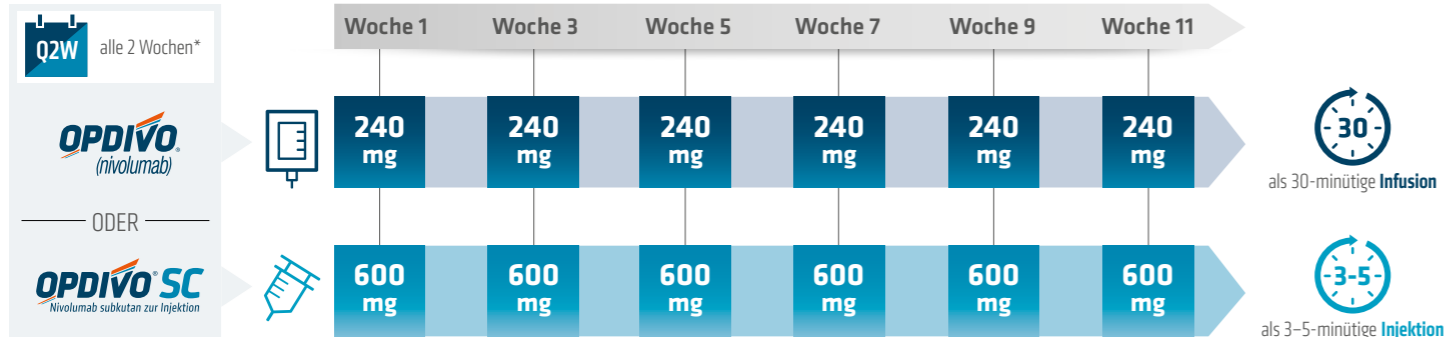 Q2W
alle 2 Wochen*
Woche 1 Woche 3 Woche 5 Woche 7 Woche 9 Woche 11
OPDIVO®
(nivolumab)
240 mg 240 mg 240 mg 240 mg 240 mg 240 mg
30
als 30-minütige Infusion
ODER
OPDIVO® SC
Nivolumab subkutan zur Injektion
600 mg 600 mg 600 mg 600 mg 600 mg 600 mg
3-5
als 3–5-minütige Injektion